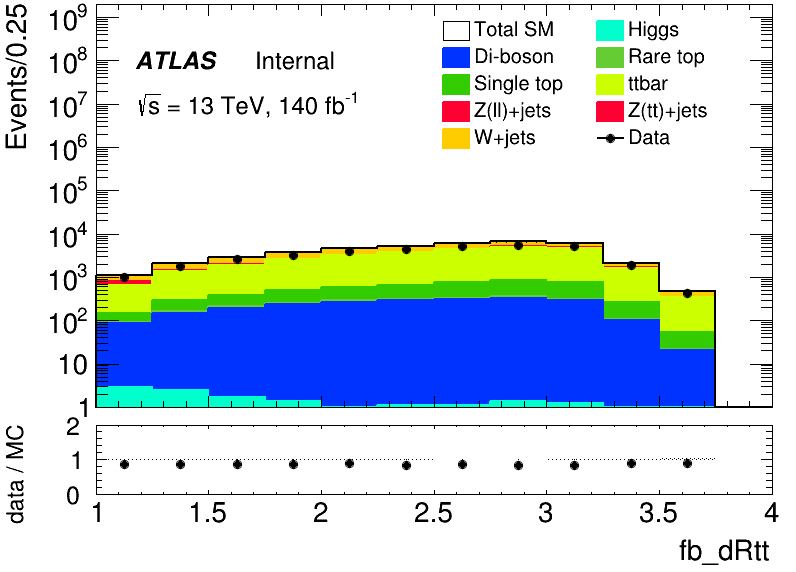 Events/0.25
10⁹
10⁸
10⁷
10⁶
10⁵
10⁴
10³
10²
10
1
ATLAS Internal
√s = 13 TeV, 140 fb⁻¹
Total SM
Di-boson
Single top
Z(ll)+jets
W+jets
Higgs
Rare top
ttbar
Z(tt)+jets
Data
data / MC
2
1
0
1 1.5 2 2.5 3 3.5 4
fb_dRtt